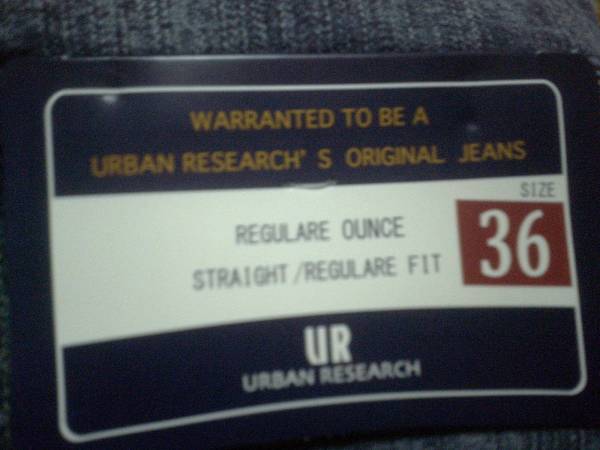 WARRANTED TO BE A
URBAN RESEARCH' S ORIGINAL JEANS
SIZE
36
REGULARE OUNCE
STRAIGHT/REGULARE FIT
UR
URBAN RESEARCH